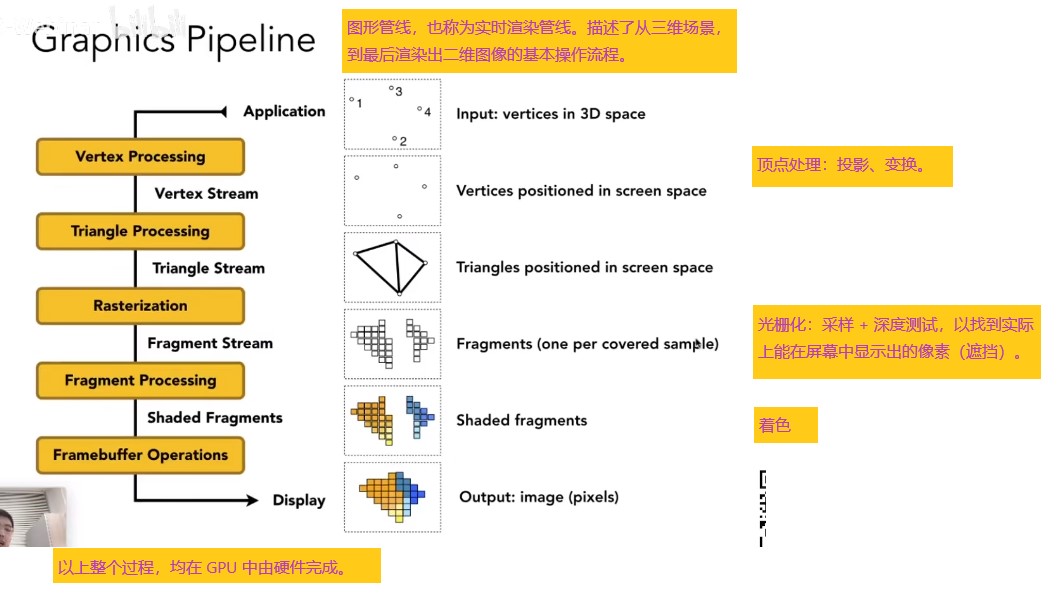 Graphics Pipeline
图形管线，也称为实时渲染管线。描述了从三维场景，
到最后渲染出二维图像的基本操作流程。
Application
1
3
4
2
Input: vertices in 3D space
Vertex Processing
顶点处理：投影、变换。
Vertex Stream
Vertices positioned in screen space
Triangle Processing
Triangle Stream
Triangles positioned in screen space
Rasterization
光栅化：采样 + 深度测试，以找到实际
上能在屏幕中显示出的像素（遮挡）。
Fragment Stream
Fragments (one per covered sample)
Fragment Processing
Shaded Fragments
Shaded fragments
着色
Framebuffer Operations
Display
Output: image (pixels)
以上整个过程，均在 GPU 中由硬件完成。